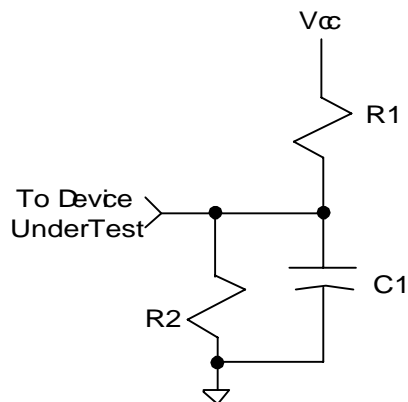 Vcc
R1
To Device
UnderTest
R2
C1